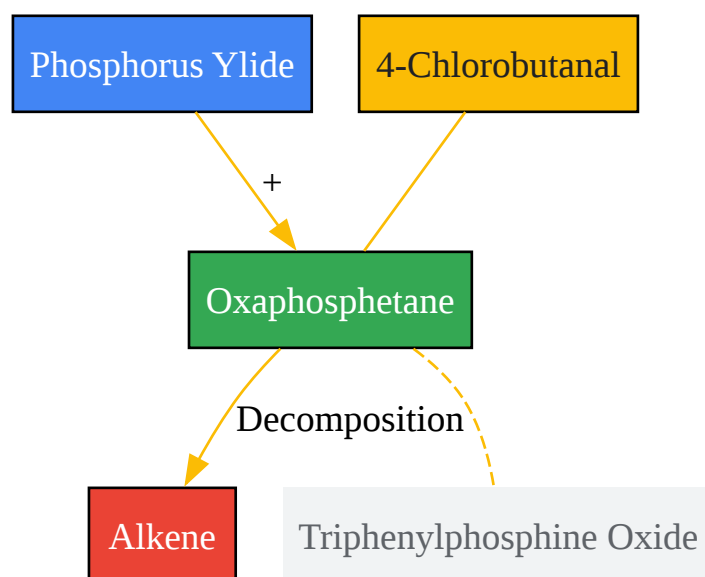 Phosphorus Ylide
4-Chlorobutanal
+
Oxaphosphetane
Decomposition
Alkene
Triphenylphosphine Oxide